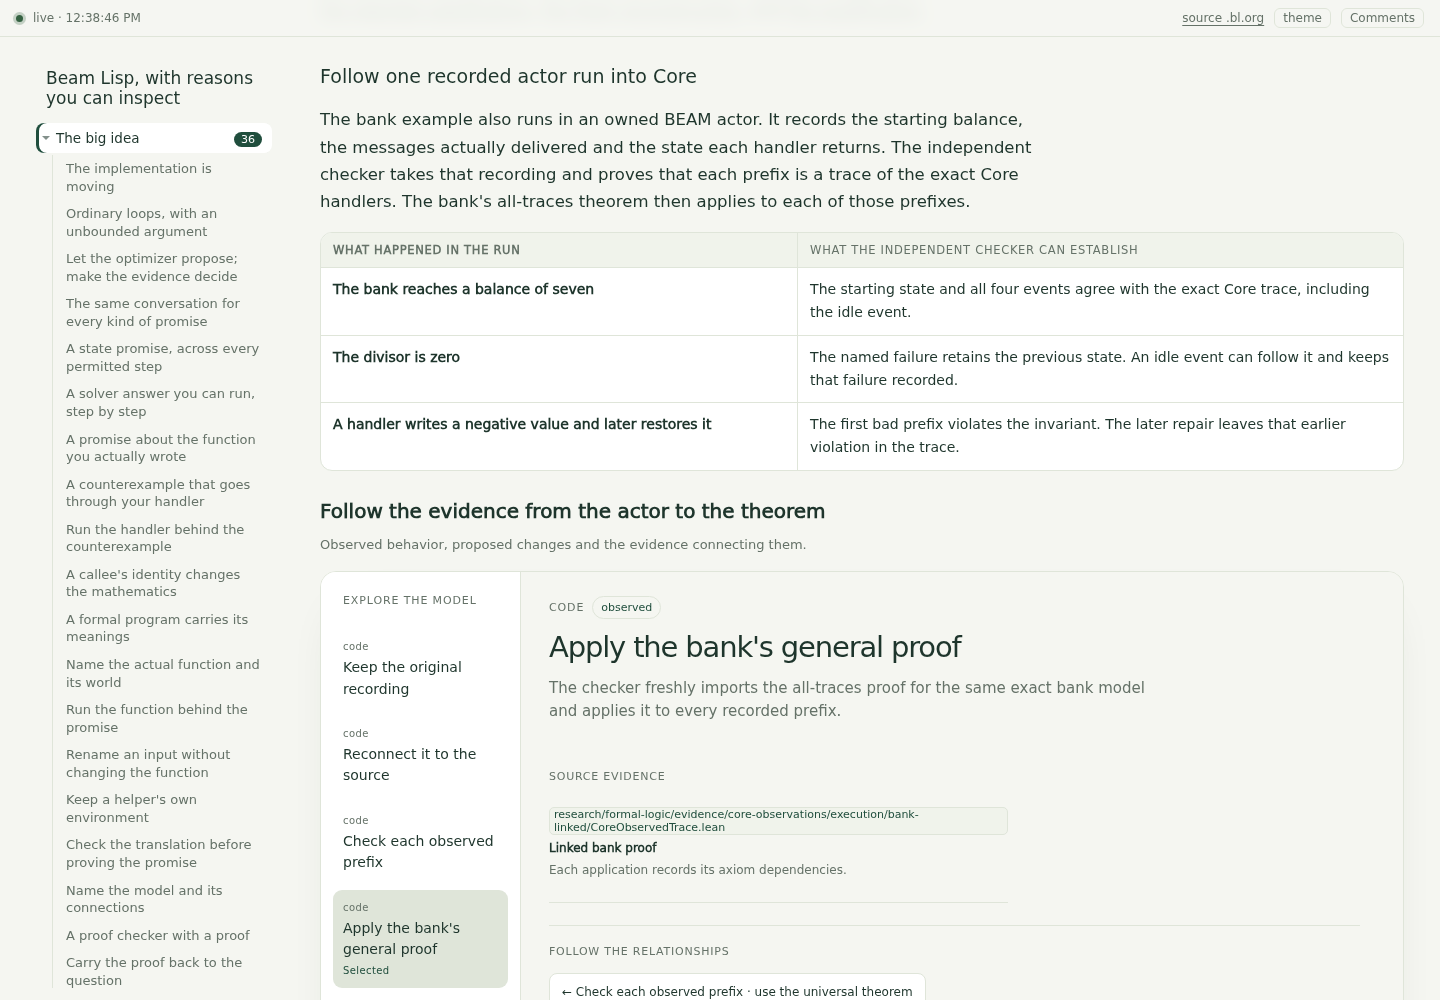 live · 12:38:46 PM
source .bl.org
theme
Comments
Beam Lisp, with reasons
you can inspect
The big idea
36
The implementation is
moving
Ordinary loops, with an
unbounded argument
Let the optimizer propose;
make the evidence decide
The same conversation for
every kind of promise
A state promise, across every
permitted step
A solver answer you can run,
step by step
A promise about the function
you actually wrote
A counterexample that goes
through your handler
Run the handler behind the
counterexample
A callee's identity changes
the mathematics
A formal program carries its
meanings
Name the actual function and
its world
Run the function behind the
promise
Rename an input without
changing the function
Keep a helper's own
environment
Check the translation before
proving the promise
Name the model and its
connections
A proof checker with a proof
Carry the proof back to the
question
Follow one recorded actor run into Core
The bank example also runs in an owned BEAM actor. It records the starting balance,
the messages actually delivered and the state each handler returns. The independent
checker takes that recording and proves that each prefix is a trace of the exact Core
handlers. The bank's all-traces theorem then applies to each of those prefixes.
WHAT HAPPENED IN THE RUN
WHAT THE INDEPENDENT CHECKER CAN ESTABLISH
The bank reaches a balance of seven
The starting state and all four events agree with the exact Core trace, including
the idle event.
The divisor is zero
The named failure retains the previous state. An idle event can follow it and keeps
that failure recorded.
A handler writes a negative value and later restores it
The first bad prefix violates the invariant. The later repair leaves that earlier
violation in the trace.
Follow the evidence from the actor to the theorem
Observed behavior, proposed changes and the evidence connecting them.
EXPLORE THE MODEL
code
Keep the original
recording
code
Reconnect it to the
source
code
Check each observed
prefix
code
Apply the bank's
general proof
Selected
CODE
observed
Apply the bank's general proof
The checker freshly imports the all-traces proof for the same exact bank model
and applies it to every recorded prefix.
SOURCE EVIDENCE
research/formal-logic/evidence/core-observations/execution/bank-
linked/CoreObservedTrace.lean
Linked bank proof
Each application records its axiom dependencies.
FOLLOW THE RELATIONSHIPS
← Check each observed prefix · use the universal theorem